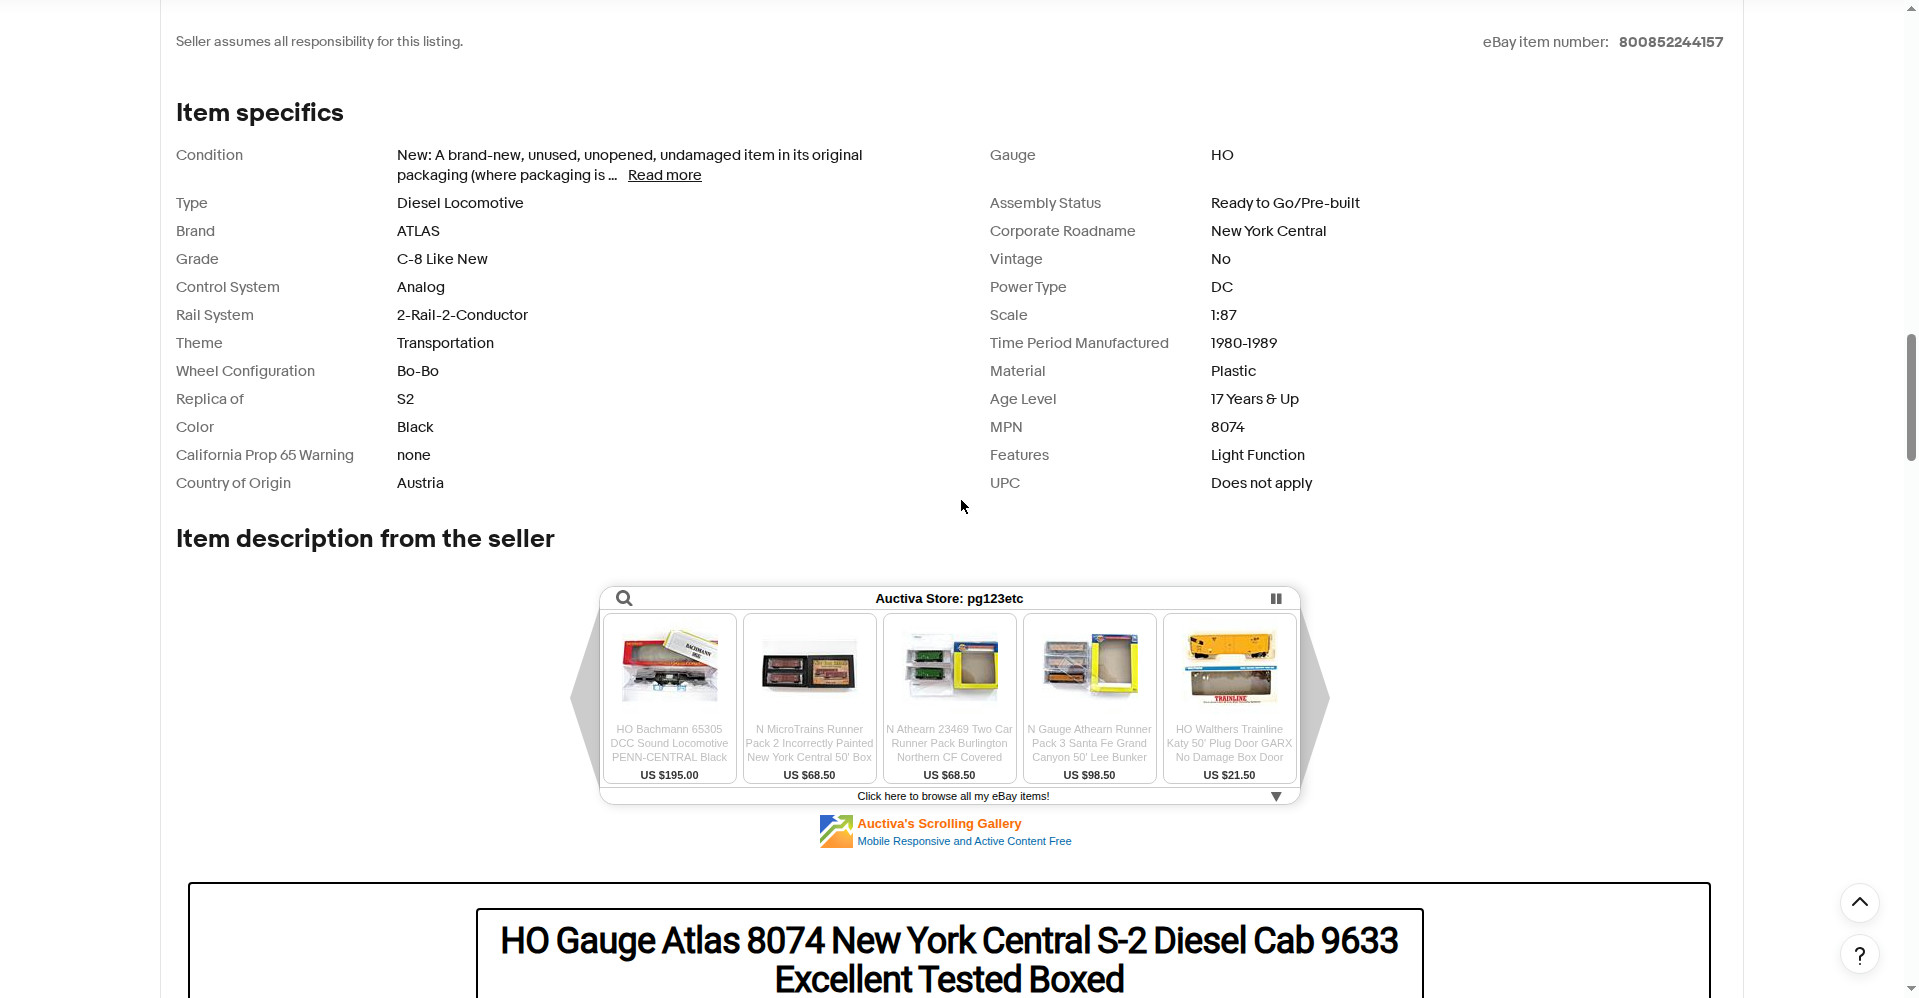 Seller assumes all responsibility for this listing.
eBay item number: 800852244157
Item specifics
Condition
New: A brand-new, unused, unopened, undamaged item in its original
packaging (where packaging is ... Read more
Gauge
HO
Type
Diesel Locomotive
Assembly Status
Ready to Go/Pre-built
Brand
ATLAS
Corporate Roadname
New York Central
Grade
C-8 Like New
Vintage
No
Control System
Analog
Power Type
DC
Rail System
2-Rail-2-Conductor
Scale
1:87
Theme
Transportation
Time Period Manufactured
1980-1989
Wheel Configuration
Bo-Bo
Material
Plastic
Replica of
S2
Age Level
17 Years & Up
Color
Black
MPN
8074
California Prop 65 Warning
none
Features
Light Function
Country of Origin
Austria
UPC
Does not apply
Item description from the seller
Auctiva Store: pg123etc
BACHMANN
TRAINLINE
HO Bachmann 65305
DCC Sound Locomotive
PENN-CENTRAL Black
US $195.00
N MicroTrains Runner
Pack 2 Incorrectly Painted
New York Central 50' Box
US $68.50
N Athearn 23469 Two Car
Runner Pack Burlington
Northern CF Covered
US $68.50
N Gauge Athearn Runner
Pack 3 Santa Fe Grand
Canyon 50' Lee Bunker
US $98.50
HO Walthers Trainline
Katy 50' Plug Door GARX
No Damage Box Door
US $21.50
Click here to browse all my eBay items!
Auctiva's Scrolling Gallery
Mobile Responsive and Active Content Free
HO Gauge Atlas 8074 New York Central S-2 Diesel Cab 9633
Excellent Tested Boxed
?